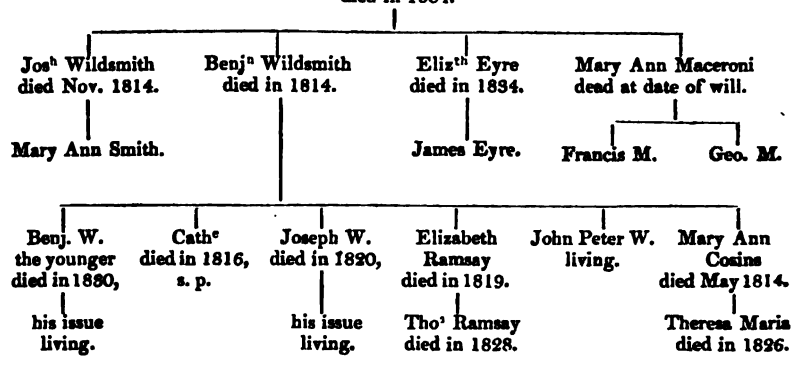 Josʰ Wildsmith
died Nov. 1814.
Benjⁿ Wildsmith
died in 1814.
Elizᵗʰ Eyre
died in 1834.
Mary Ann Maceroni
dead at date of will.
Mary Ann Smith.
James Eyre.
Francis M.
Geo. M.
Benj. W.
the younger
died in 1830,
Cathᵉ
died in 1816,
s. p.
Joseph W.
died in 1820,
Elizabeth
Ramsay
died in 1819.
John Peter W.
living.
Mary Ann
Cosins
died May 1814.
his issue
living.
his issue
living.
Thoˢ Ramsay
died in 1828.
Theresa Maria
died in 1826.